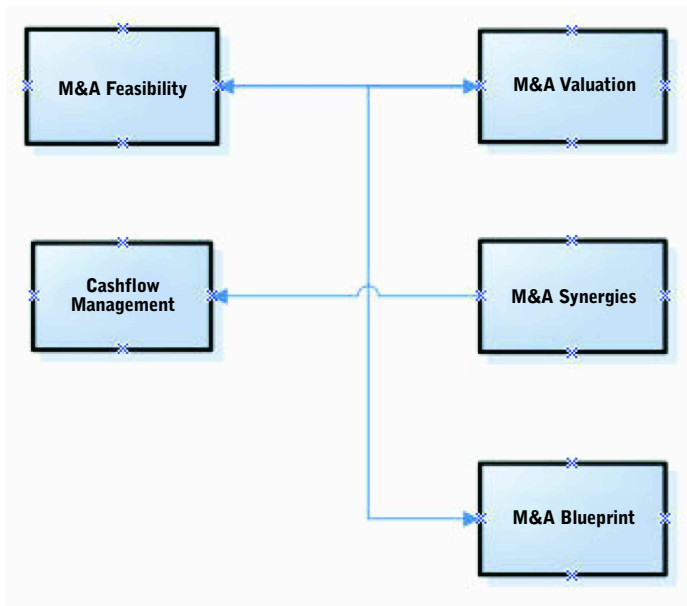 M&A Feasibility
M&A Valuation
Cashflow
Management
M&A Synergies
M&A Blueprint